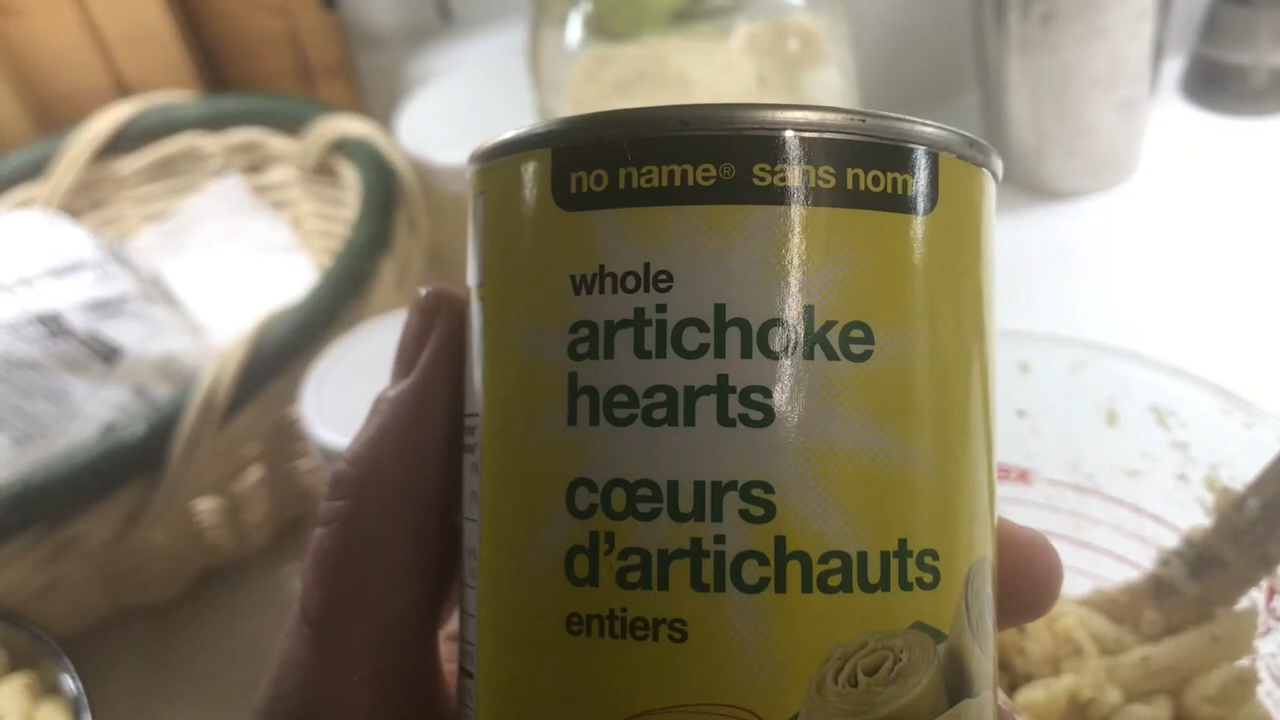 no name® sans nom
whole
artichoke
hearts
cœurs
d'artichauts
entiers